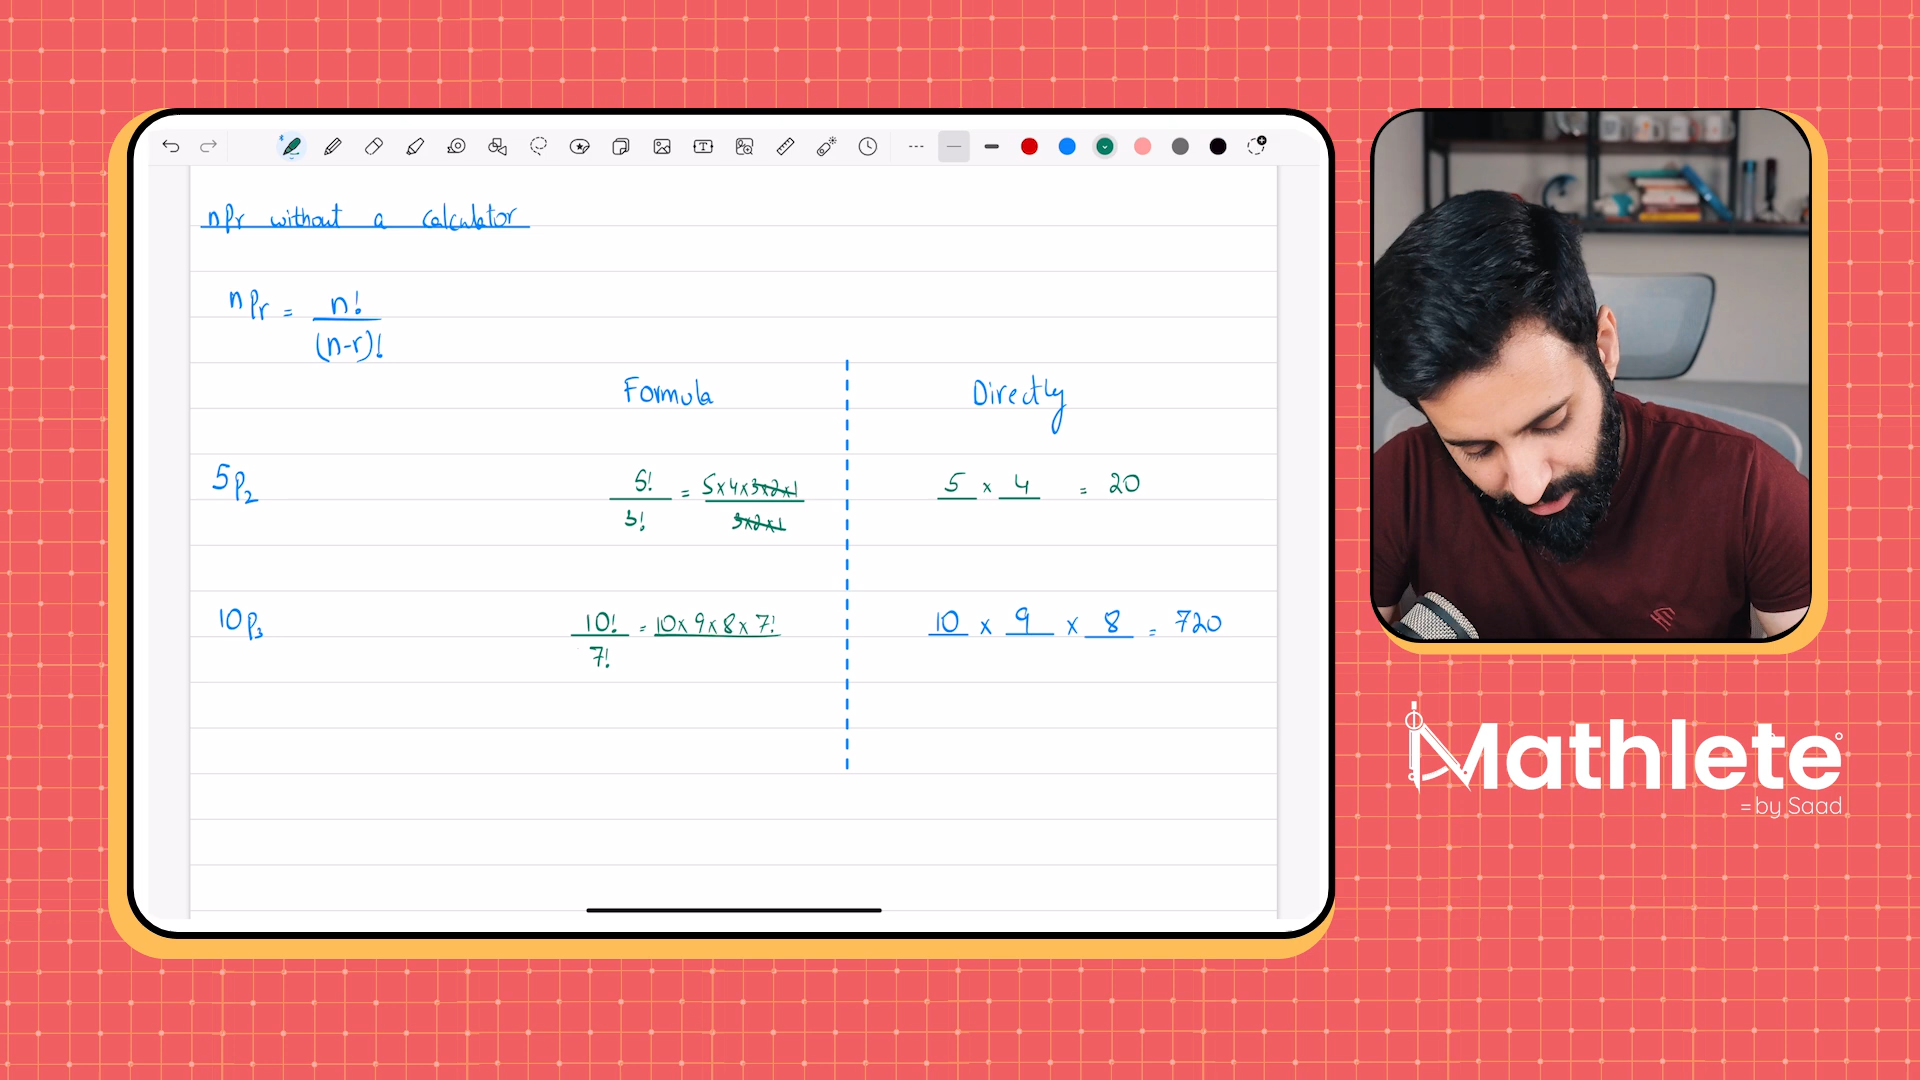 nPr without a calculator
nPr = n!
(n-r)!
Formula
Directly
5P2
5! = 5x4x3x2x1
3! 3x2x1
5 x 4 = 20
10P3
10! = 10x9x8x7!
7!
10 x 9 x 8 = 720
Mathlete
= by Saad